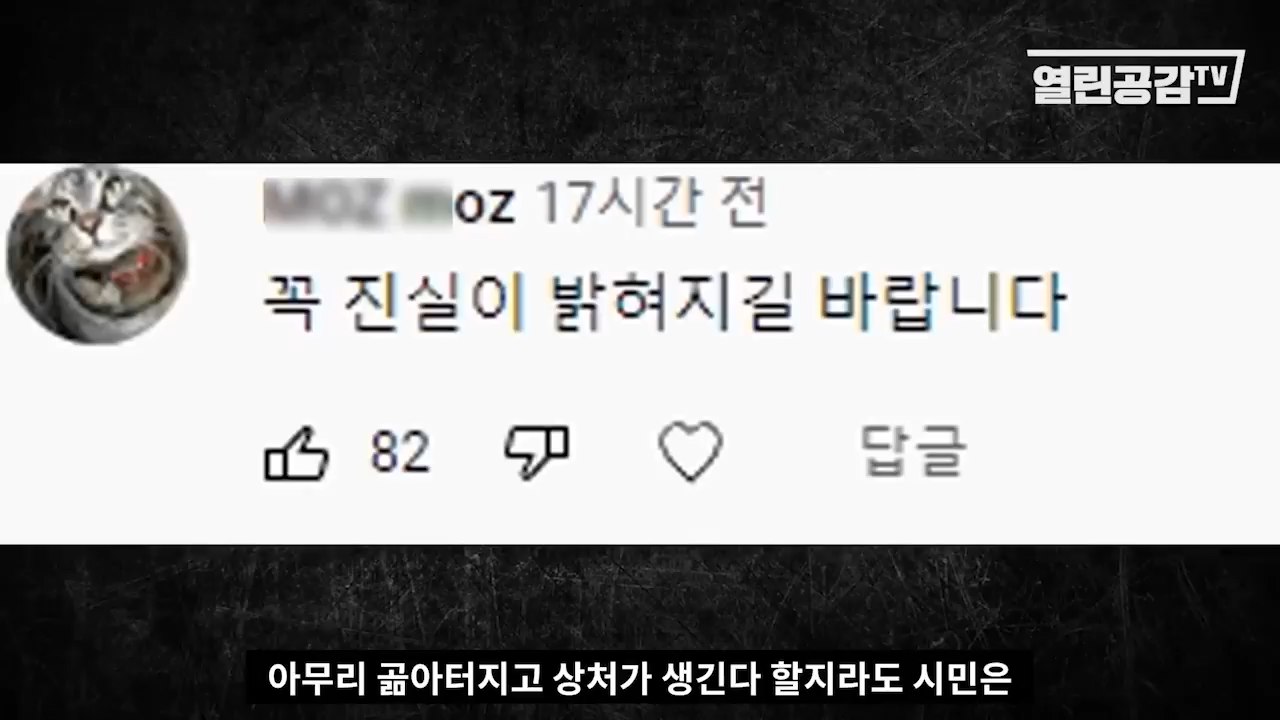 열린공감TV
oz 17시간 전
꼭 진실이 밝혀지길 바랍니다
82
답글
아무리 곪아터지고 상처가 생긴다 할지라도 시민은